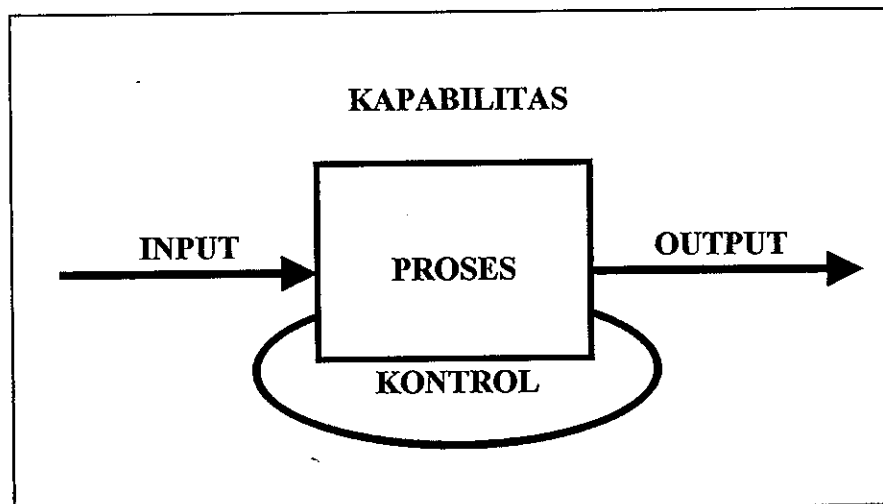 KAPABILITAS
INPUT
PROSES
OUTPUT
KONTROL